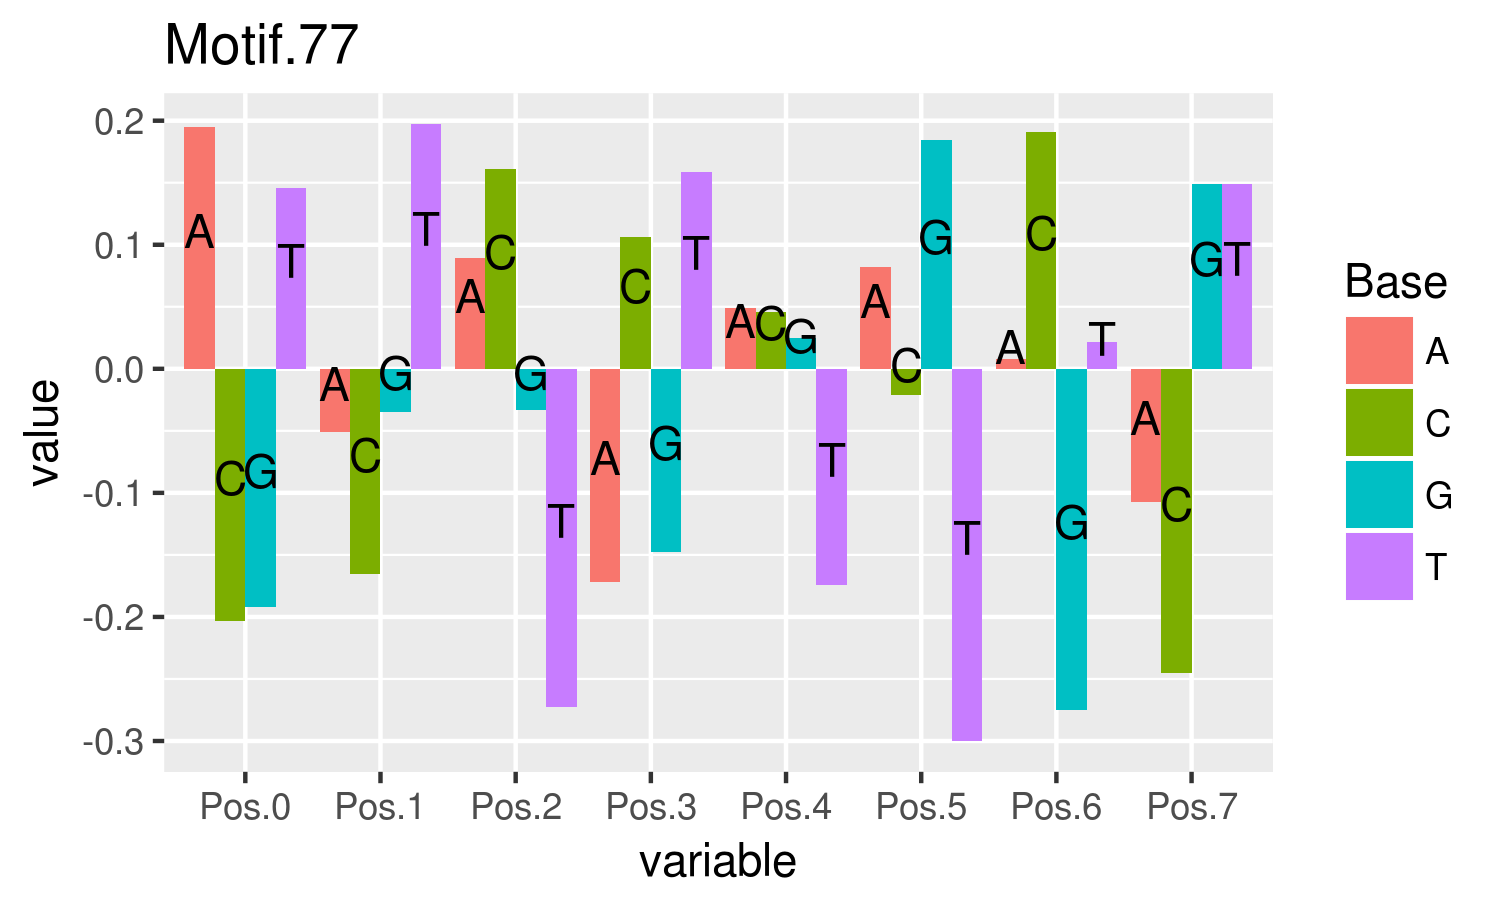 Motif.77
value
0.2
0.1
0.0
-0.1
-0.2
-0.3
A C G T
A C G T
A C G T
A C G T
A C G T
A C G T
A C G T
A C G T
Pos.0 Pos.1 Pos.2 Pos.3 Pos.4 Pos.5 Pos.6 Pos.7
variable
Base
A
C
G
T